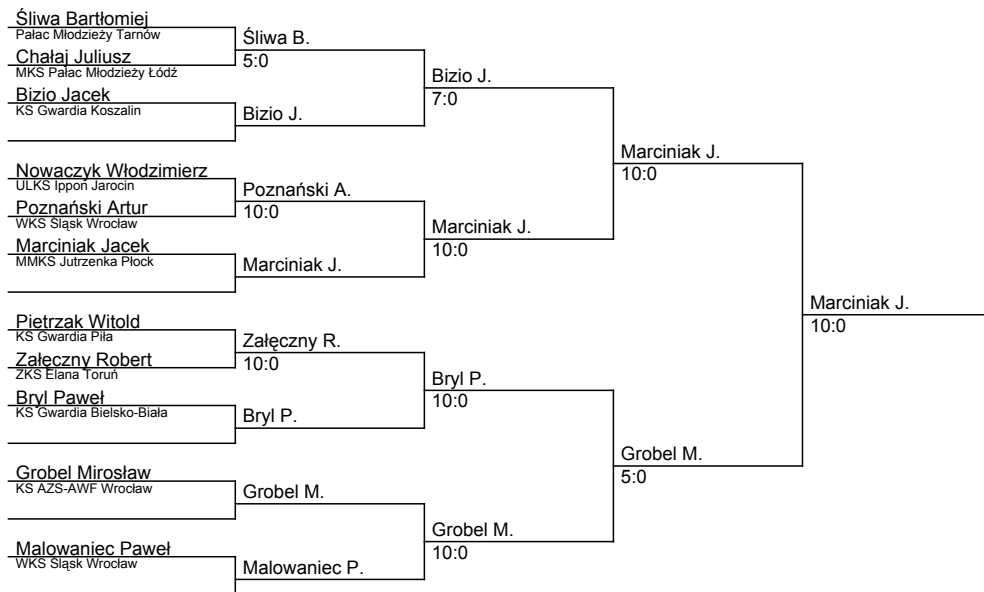 Śliwa Bartłomiej
Pałac Młodzieży Tarnów
Chałaj Juliusz
MKS Pałac Młodzieży Łódź
Bizio Jacek
KS Gwardia Koszalin
Nowaczyk Włodzimierz
ULKS Ippon Jarocin
Poznański Artur
WKS Śląsk Wrocław
Marciniak Jacek
MMKS Jutrzenka Płock
Pietrzak Witold
KS Gwardia Piła
Załęczny Robert
ZKS Elana Toruń
Bryl Paweł
KS Gwardia Bielsko-Biała
Grobel Mirosław
KS AZS-AWF Wrocław
Malowaniec Paweł
WKS Śląsk Wrocław
Śliwa B.
5:0
Bizio J.
Poznański A.
10:0
Marciniak J.
Załęczny R.
10:0
Bryl P.
Grobel M.
Malowaniec P.
Bizio J.
7:0
Marciniak J.
10:0
Bryl P.
10:0
Grobel M.
10:0
Marciniak J.
10:0
Grobel M.
5:0
Marciniak J.
10:0